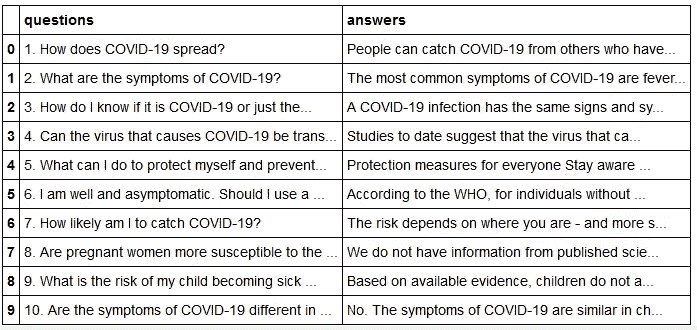 questions answers
0 1. How does COVID-19 spread? People can catch COVID-19 from others who have...
1 2. What are the symptoms of COVID-19? The most common symptoms of COVID-19 are fever...
2 3. How do I know if it is COVID-19 or just the... A COVID-19 infection has the same signs and sy...
3 4. Can the virus that causes COVID-19 be trans... Studies to date suggest that the virus that ca...
4 5. What can I do to protect myself and prevent... Protection measures for everyone Stay aware ...
5 6. I am well and asymptomatic. Should I use a ... According to the WHO, for individuals without ...
6 7. How likely am I to catch COVID-19? The risk depends on where you are - and more s...
7 8. Are pregnant women more susceptible to the ... We do not have information from published scie...
8 9. What is the risk of my child becoming sick ... Based on available evidence, children do not a...
9 10. Are the symptoms of COVID-19 different in ... No. The symptoms of COVID-19 are similar in ch...